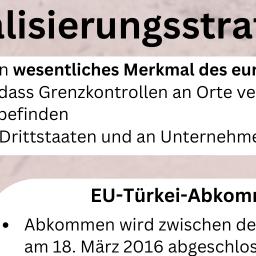 alisierungsstra
n wesentliches Merkmal des eur
dass Grenzkontrollen an Orte ve
befinden
Drittstaaten und an Unternehme
EU-Türkei-Abkomm
• Abkommen wird zwischen de
am 18. März 2016 abgeschlos